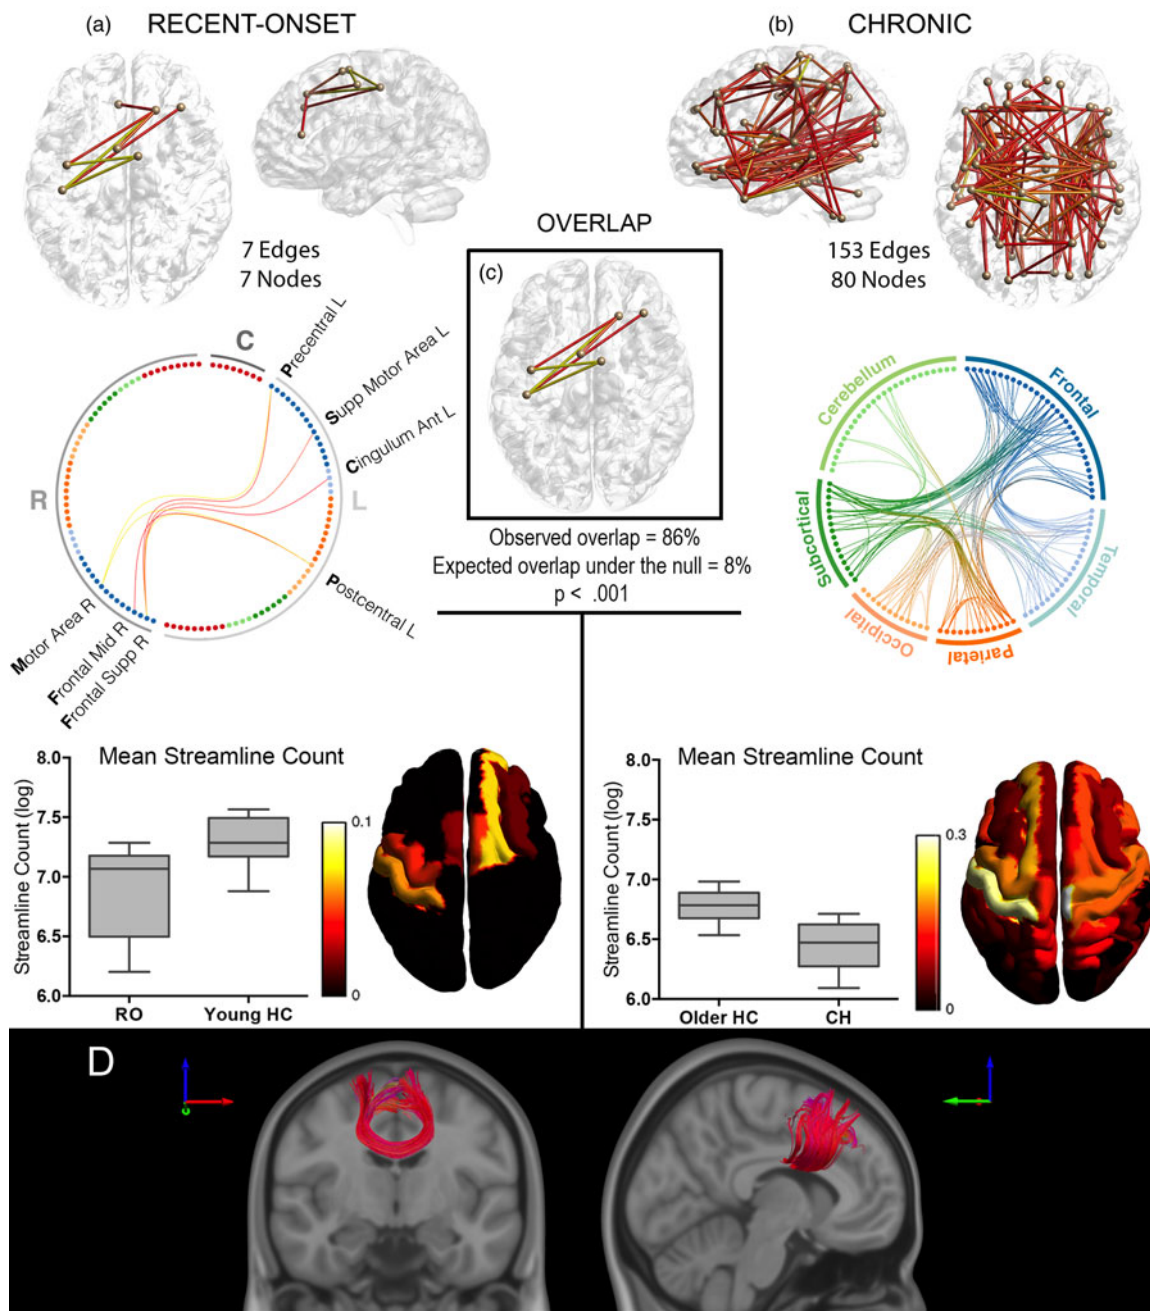 (a) RECENT-ONSET
(b) CHRONIC
7 Edges
7 Nodes
OVERLAP
(c)
153 Edges
80 Nodes
Observed overlap = 86%
Expected overlap under the null = 8%
p < .001
C
R
L
Precentral L
Supp Motor Area L
Cingulum Ant L
Postcentral L
Motor Area R
Frontal Mid R
Frontal Supp R
Cerebellum
Frontal
Subcortical
Temporal
Occipital
Parietal
Mean Streamline Count
Streamline Count (log)
8.0
7.5
7.0
6.5
6.0
RO
Young HC
0.1
0
Mean Streamline Count
Streamline Count (log)
8.0
7.5
7.0
6.5
6.0
Older HC
CH
0.3
0
D